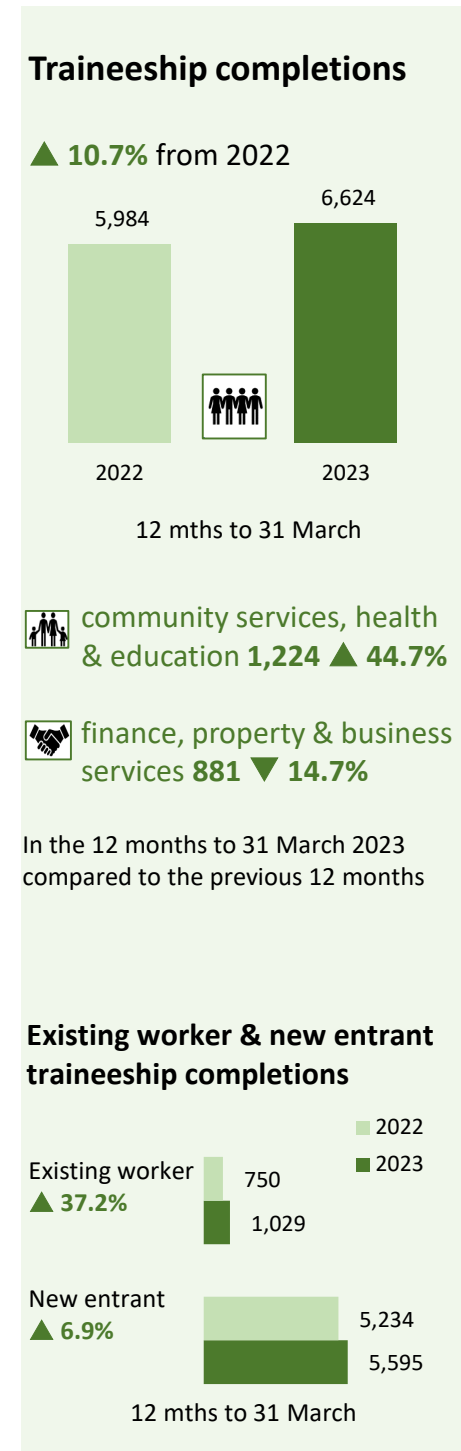 Traineeship completions
▲ 10.7% from 2022
5,984
6,624
2022
2023
12 mths to 31 March
community services, health
& education 1,224 ▲ 44.7%
finance, property & business
services 881 ▼ 14.7%
In the 12 months to 31 March 2023
compared to the previous 12 months
Existing worker & new entrant
traineeship completions
2022
2023
Existing worker
▲ 37.2%
750
1,029
New entrant
▲ 6.9%
5,234
5,595
12 mths to 31 March